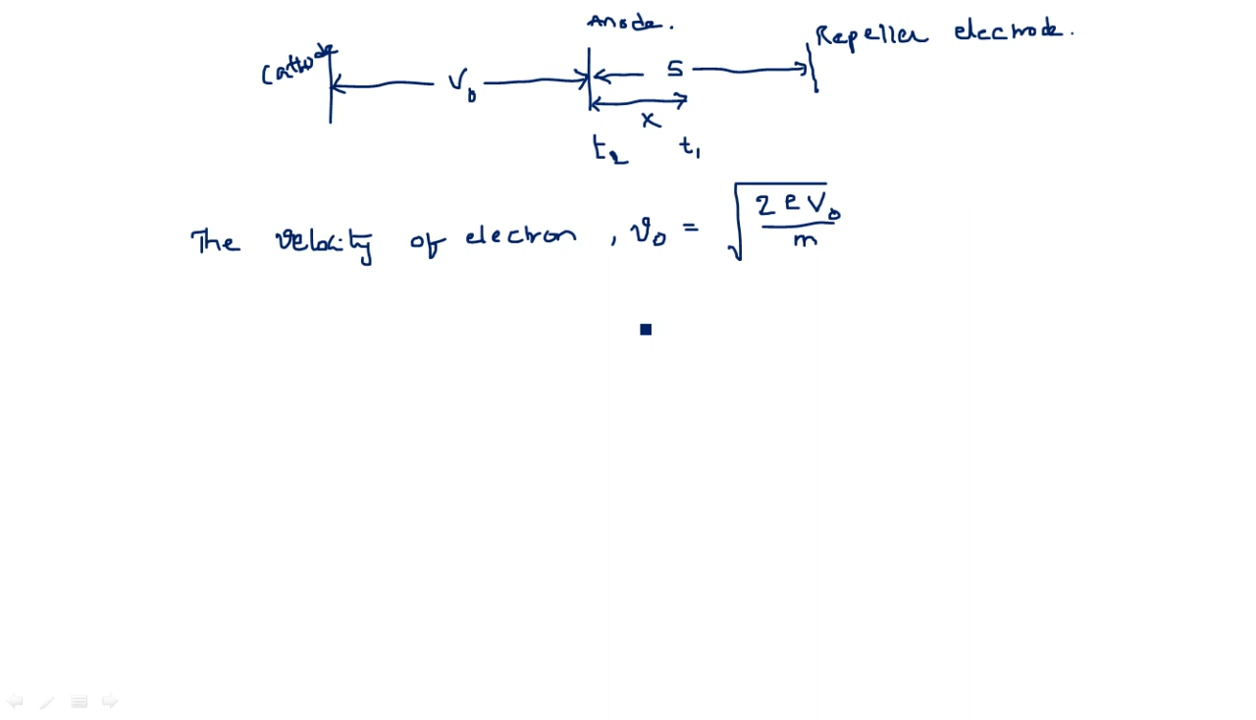 Anode.
Repeller electrode.
Cathode
V₀
S
x
t₂ t₁
The velocity of electron, v₀ = √(2eV₀/m)